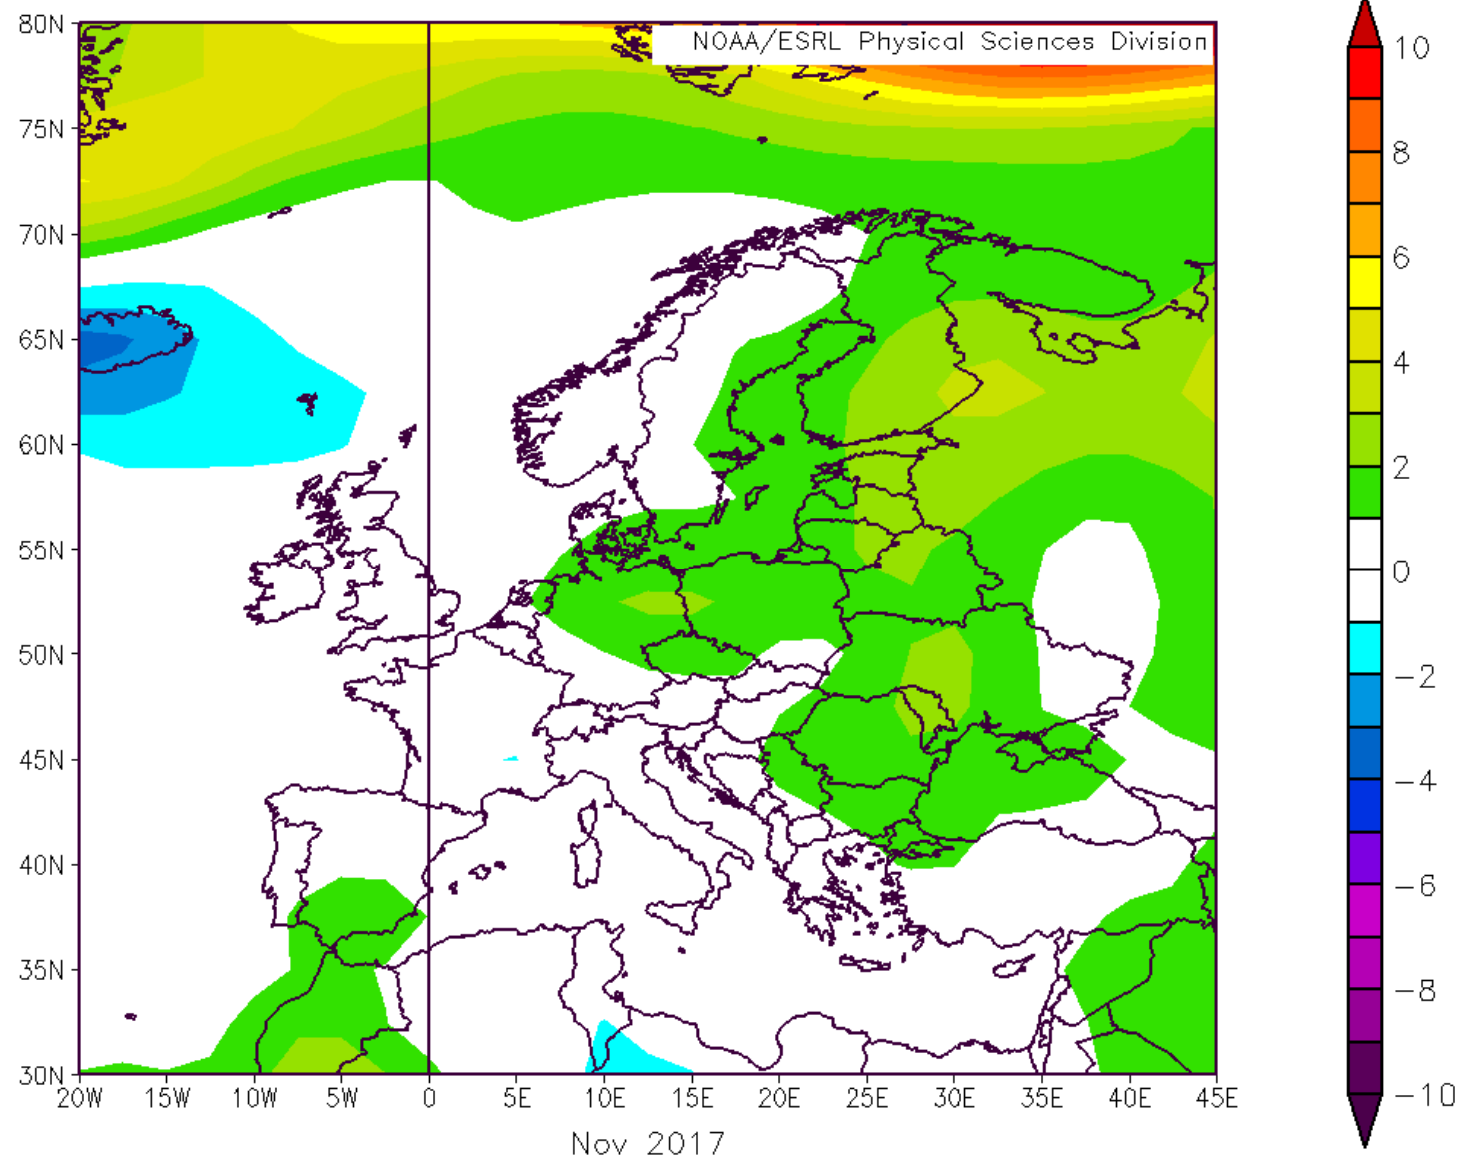 80N
NOAA/ESRL Physical Sciences Division
75N
70N
65N
60N
55N
50N
45N
40N
35N
30N
20W 15W 10W 5W 0 5E 10E 15E 20E 25E 30E 35E 40E 45E
Nov 2017
10
8
6
4
2
0
−2
−4
−6
−8
−10